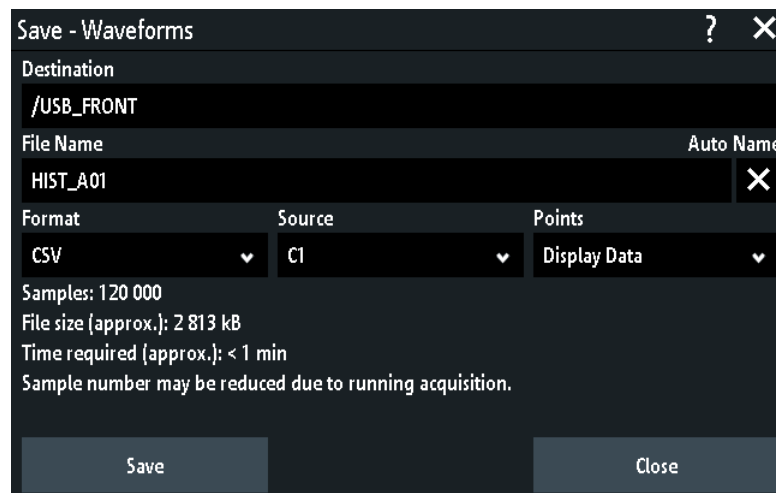 Save - Waveforms ?
Destination
/USB_FRONT
File Name Auto Name
HIST_A01
Format Source Points
CSV C1 Display Data
Samples: 120 000
File size (approx.): 2 813 kB
Time required (approx.): < 1 min
Sample number may be reduced due to running acquisition.
Save Close